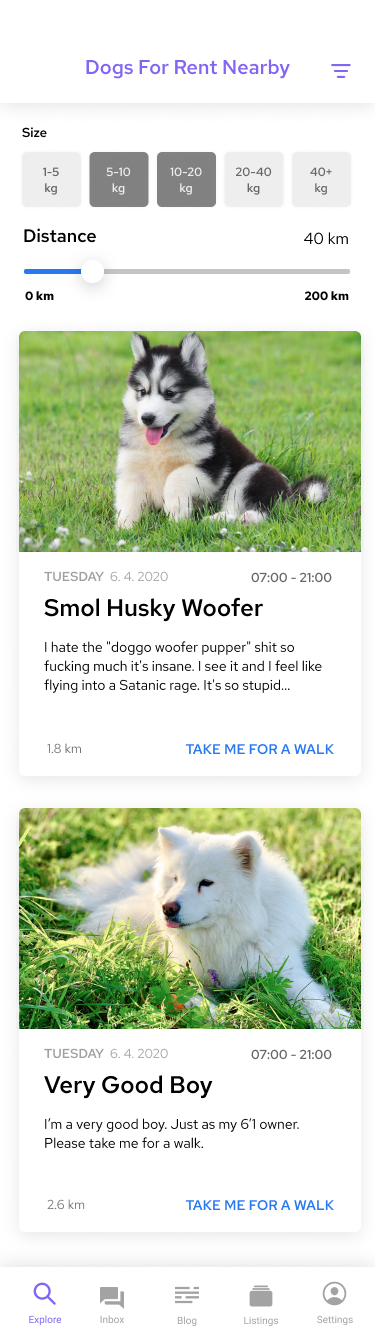 Dogs For Rent Nearby
Size
1-5 kg
5-10 kg
10-20 kg
20-40 kg
40+ kg
Distance 40 km
0 km 200 km
TUESDAY 6. 4. 2020 07:00 - 21:00
Smol Husky Woofer
I hate the "doggo woofer pupper" shit so
fucking much it's insane. I see it and I feel like
flying into a Satanic rage. It's so stupid...
1.8 km TAKE ME FOR A WALK
TUESDAY 6. 4. 2020 07:00 - 21:00
Very Good Boy
I’m a very good boy. Just as my 6’1 owner.
Please take me for a walk.
2.6 km TAKE ME FOR A WALK
Explore Inbox Blog Listings Settings